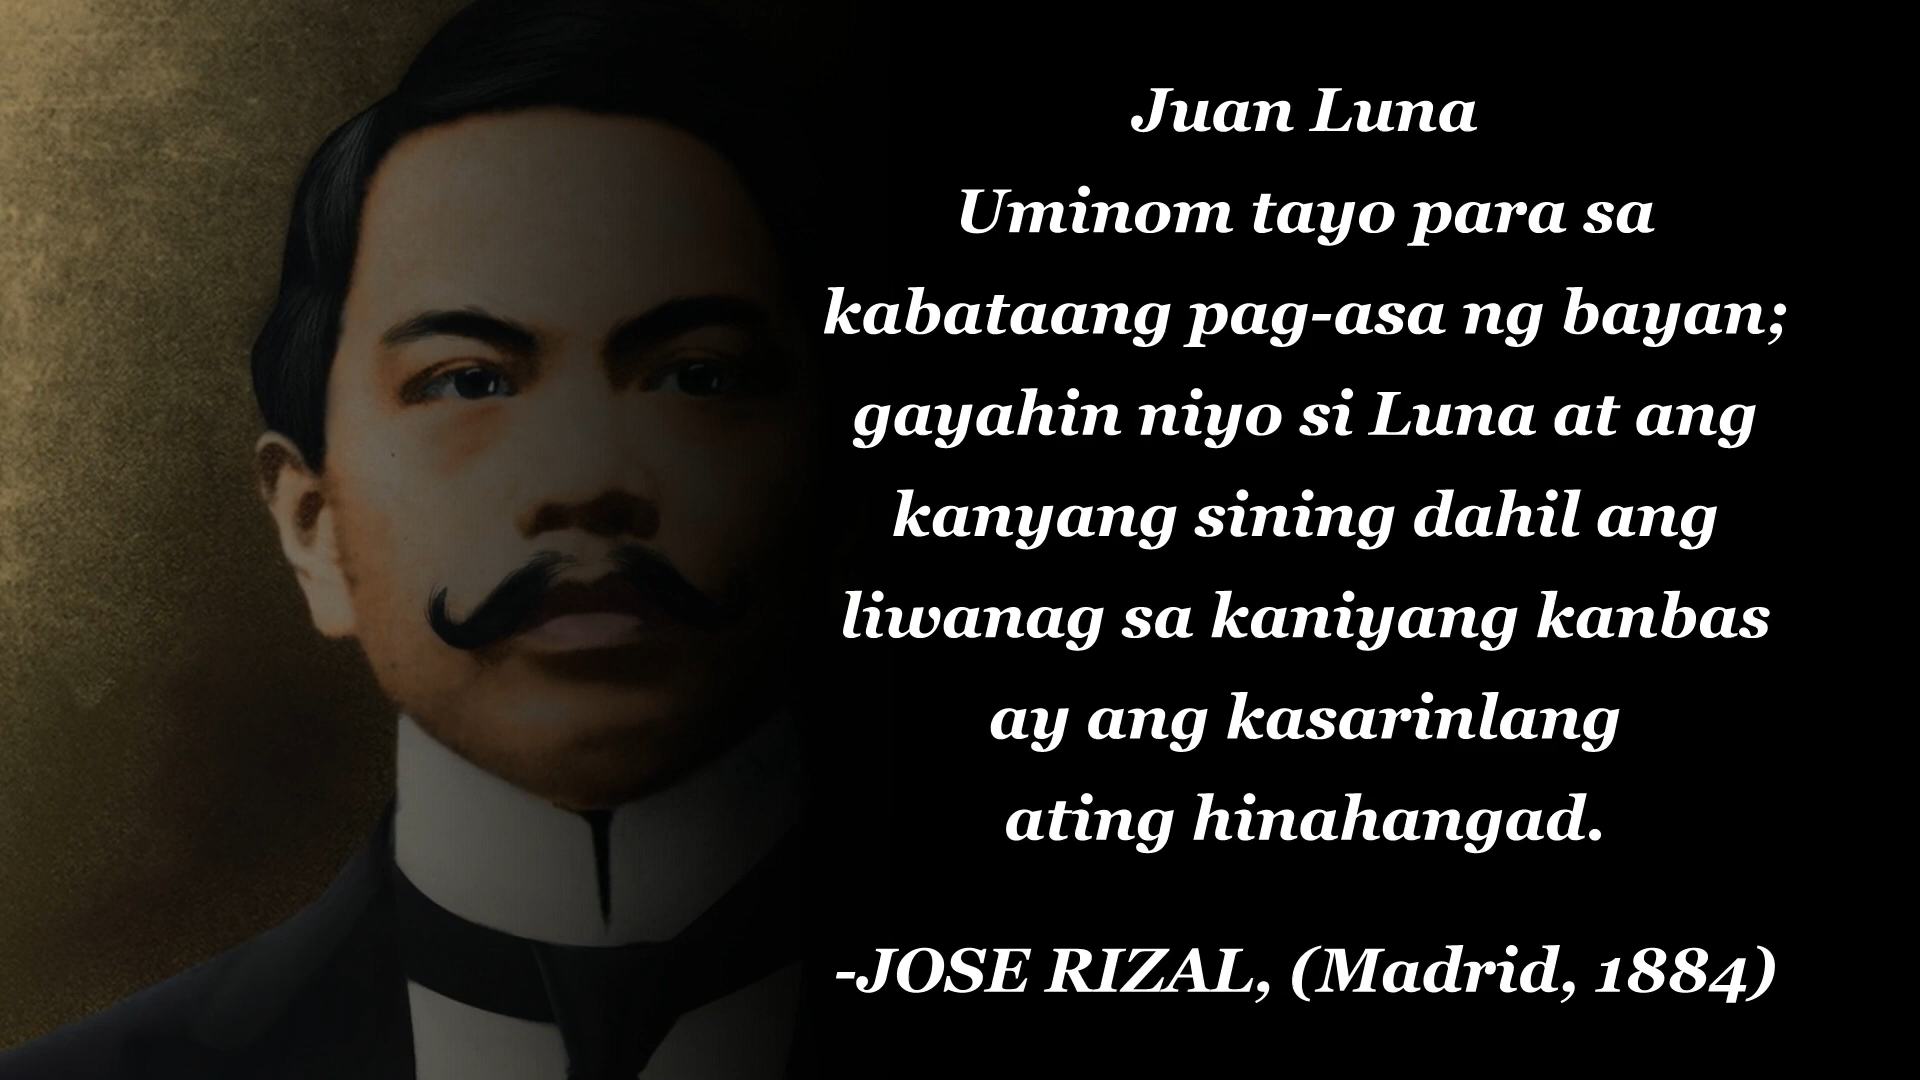 Juan Luna
Uminom tayo para sa
kabataang pag-asa ng bayan;
gayahin niyo si Luna at ang
kanyang sining dahil ang
liwanag sa kaniyang kanbas
ay ang kasarinlang
ating hinahangad.
-JOSE RIZAL, (Madrid, 1884)